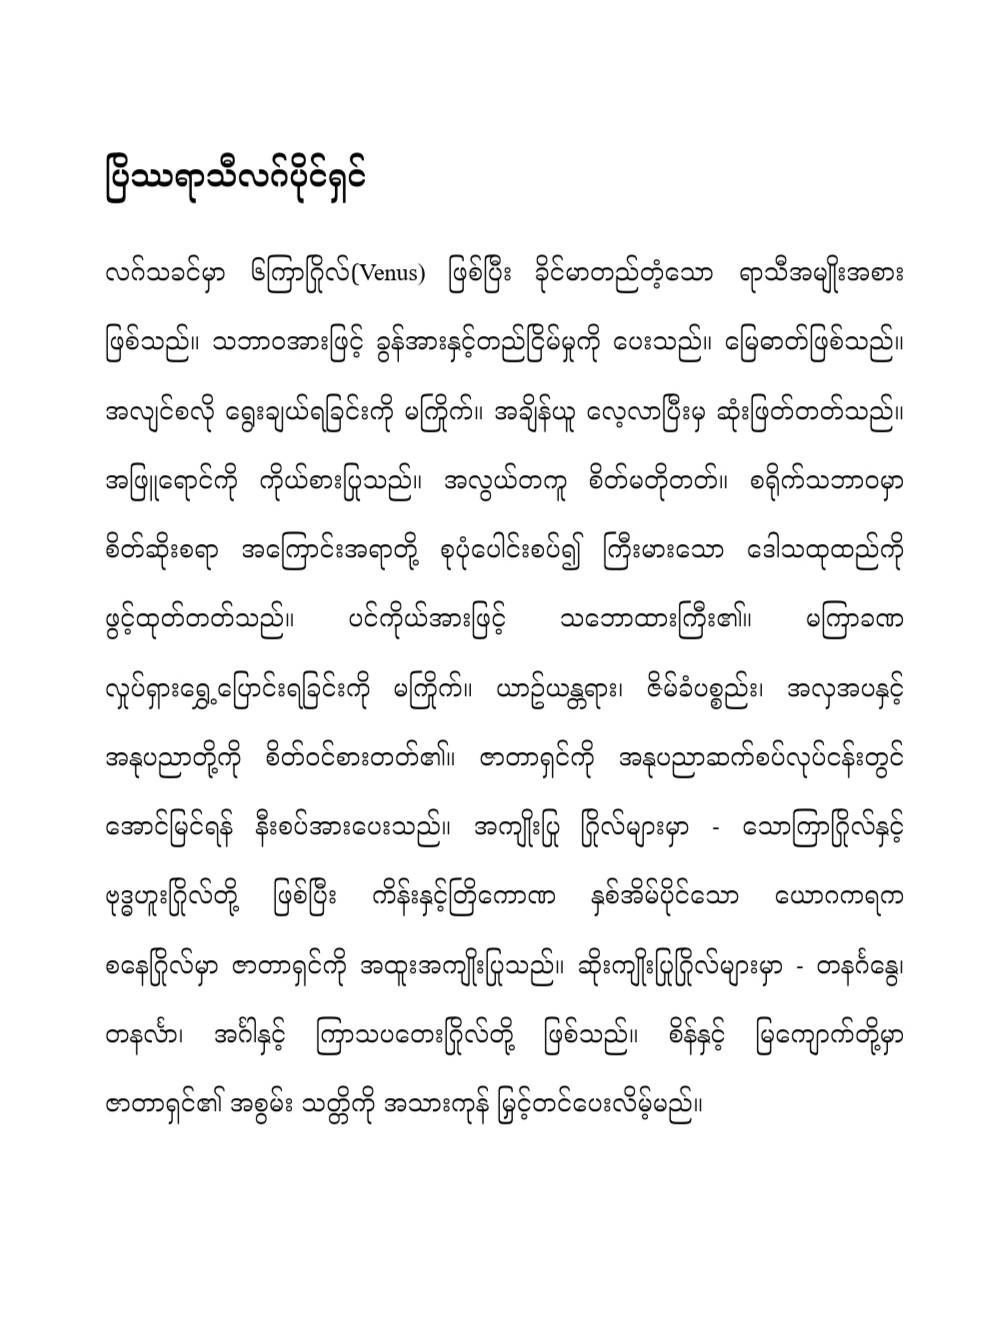 ပြိဿရာသီလဂ်ပိုင်ရှင်
လဂ်သခင်မှာ ၆ကြာဂြိုလ်(Venus) ဖြစ်ပြီး ခိုင်မာတည်တံ့သော ရာသီအမျိုးအစား
ဖြစ်သည်။ သဘာဝအားဖြင့် ခွန်အားနှင့်တည်ငြိမ်မှုကို ပေးသည်။ မြေဓာတ်ဖြစ်သည်။
အလျင်စလို ရွေးချယ်ရခြင်းကို မကြိုက်။ အချိန်ယူ လေ့လာပြီးမှ ဆုံးဖြတ်တတ်သည်။
အဖြူရောင်ကို ကိုယ်စားပြုသည်။ အလွယ်တကူ စိတ်မတိုတတ်။ စရိုက်သဘာဝမှာ
စိတ်ဆိုးစရာ အကြောင်းအရာတို့ စုပုံပေါင်းစပ်၍ ကြီးမားသော ဒေါသထုထည်ကို
ဖွင့်ထုတ်တတ်သည်။ ပင်ကိုယ်အားဖြင့် သဘောထားကြီး၏။ မကြာခဏ
လှုပ်ရှားရွှေ့ပြောင်းရခြင်းကို မကြိုက်။ ယာဥ်ယန္တရား၊ ဇိမ်ခံပစ္စည်း၊ အလှအပနှင့်
အနုပညာတို့ကို စိတ်ဝင်စားတတ်၏။ ဇာတာရှင်ကို အနုပညာဆက်စပ်လုပ်ငန်းတွင်
အောင်မြင်ရန် နီးစပ်အားပေးသည်။ အကျိုးပြု ဂြိုလ်များမှာ - သောကြာဂြိုလ်နှင့်
ဗုဒ္ဓဟူးဂြိုလ်တို့ ဖြစ်ပြီး ကိန်းနှင့်တြိကောဏ နှစ်အိမ်ပိုင်သော ယောဂကရက
စနေဂြိုလ်မှာ ဇာတာရှင်ကို အထူးအကျိုးပြုသည်။ ဆိုးကျိုးပြုဂြိုလ်များမှာ - တနင်္ဂနွေ၊
တနင်္လာ၊ အင်္ဂါနှင့် ကြာသပတေးဂြိုလ်တို့ ဖြစ်သည်။ စိန်နှင့် မြကျောက်တို့မှာ
ဇာတာရှင်၏ အစွမ်း သတ္တိကို အသားကုန် မြှင့်တင်ပေးလိမ့်မည်။